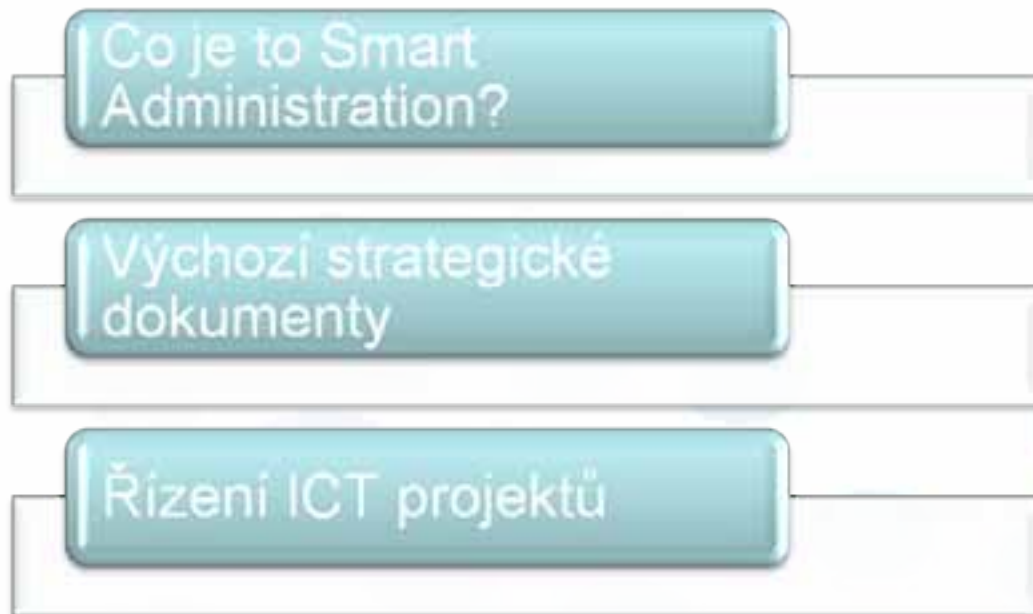 Co je to Smart
Administration?
Výchozí strategické
dokumenty
Řízení ICT projektů